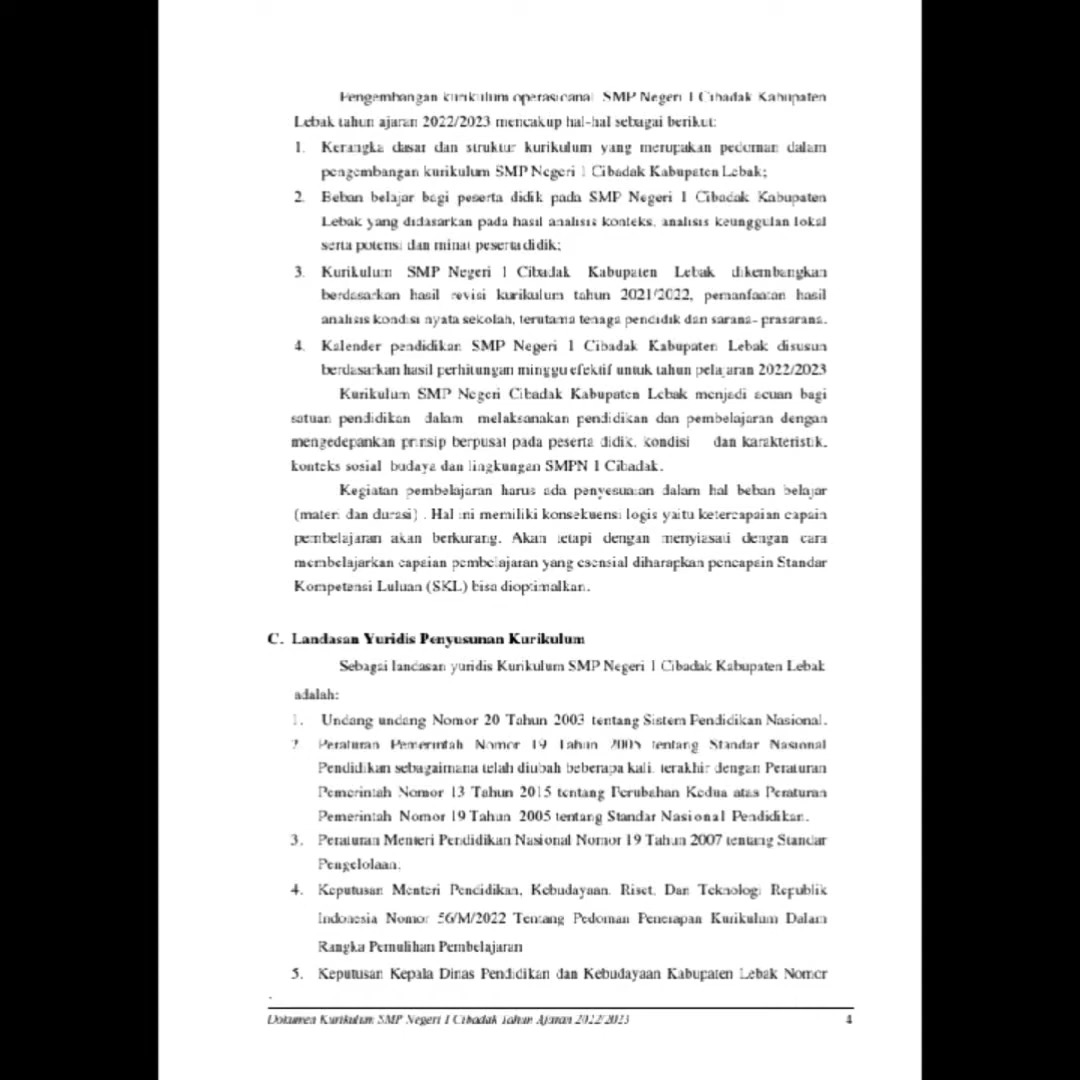 Pengembangan kurikulum operasional SMP Negeri 1 Cibadak Kabupaten
Lebak tahun ajaran 2022/2023 mencakup hal-hal sebagai berikut:
1. Kerangka dasar dan struktur kurikulum yang merupakan pedoman dalam
pengembangan kurikulum SMP Negeri 1 Cibadak Kabupaten Lebak;
2. Beban belajar bagi peserta didik pada SMP Negeri 1 Cibadak Kabupaten
Lebak yang didasarkan pada hasil analisis konteks, analisis keunggulan lokal
serta potensi dan minat peserta didik;
3. Kurikulum SMP Negeri 1 Cibadak Kabupaten Lebak dikembangkan
berdasarkan hasil revisi kurikulum tahun 2021/2022, pemanfaatan hasil
analisis kondisi nyata sekolah, terutama tenaga pendidik dan sarana- prasarana.
4. Kalender pendidikan SMP Negeri 1 Cibadak Kabupaten Lebak disusun
berdasarkan hasil perhitungan minggu efektif untuk tahun pelajaran 2022/2023
Kurikulum SMP Negeri Cibadak Kabupaten Lebak menjadi acuan bagi
satuan pendidikan dalam melaksanakan pendidikan dan pembelajaran dengan
mengedepankan prinsip berpusat pada peserta didik, kondisi dan karakteristik,
konteks sosial budaya dan lingkungan SMPN 1 Cibadak.
Kegiatan pembelajaran harus ada penyesuaian dalam hal beban belajar
(materi dan durasi) . Hal ini memiliki konsekuensi logis yaitu ketercapaian capain
pembelajaran akan berkurang. Akan tetapi dengan menyiasati dengan cara
membelajarkan capaian pembelajaran yang esensial diharapkan pencapain Standar
Kompetensi Luluan (SKL) bisa dioptimalkan.
C. Landasan Yuridis Penyusunan Kurikulum
Sebagai landasan yuridis Kurikulum SMP Negeri 1 Cibadak Kabupaten Lebak
adalah:
1. Undang undang Nomor 20 Tahun 2003 tentang Sistem Pendidikan Nasional.
2. Peraturan Pemerintah Nomor 19 Tahun 2005 tentang Standar Nasional
Pendidikan sebagaimana telah diubah beberapa kali, terakhir dengan Peraturan
Pemerintah Nomor 13 Tahun 2015 tentang Perubahan Kedua atas Peraturan
Pemerintah Nomor 19 Tahun 2005 tentang Standar Nasional Pendidikan.
3. Peraturan Menteri Pendidikan Nasional Nomor 19 Tahun 2007 tentang Standar
Pengelolaan.
4. Keputusan Menteri Pendidikan, Kebudayaan, Riset, Dan Teknologi Republik
Indonesia Nomor 56/M/2022 Tentang Pedoman Penerapan Kurikulum Dalam
Rangka Pemulihan Pembelajaran
5. Keputusan Kepala Dinas Pendidikan dan Kebudayaan Kabupaten Lebak Nomor
Dokumen Kurikulum SMP Negeri 1 Cibadak Tahun Ajaran 2022/2023 4